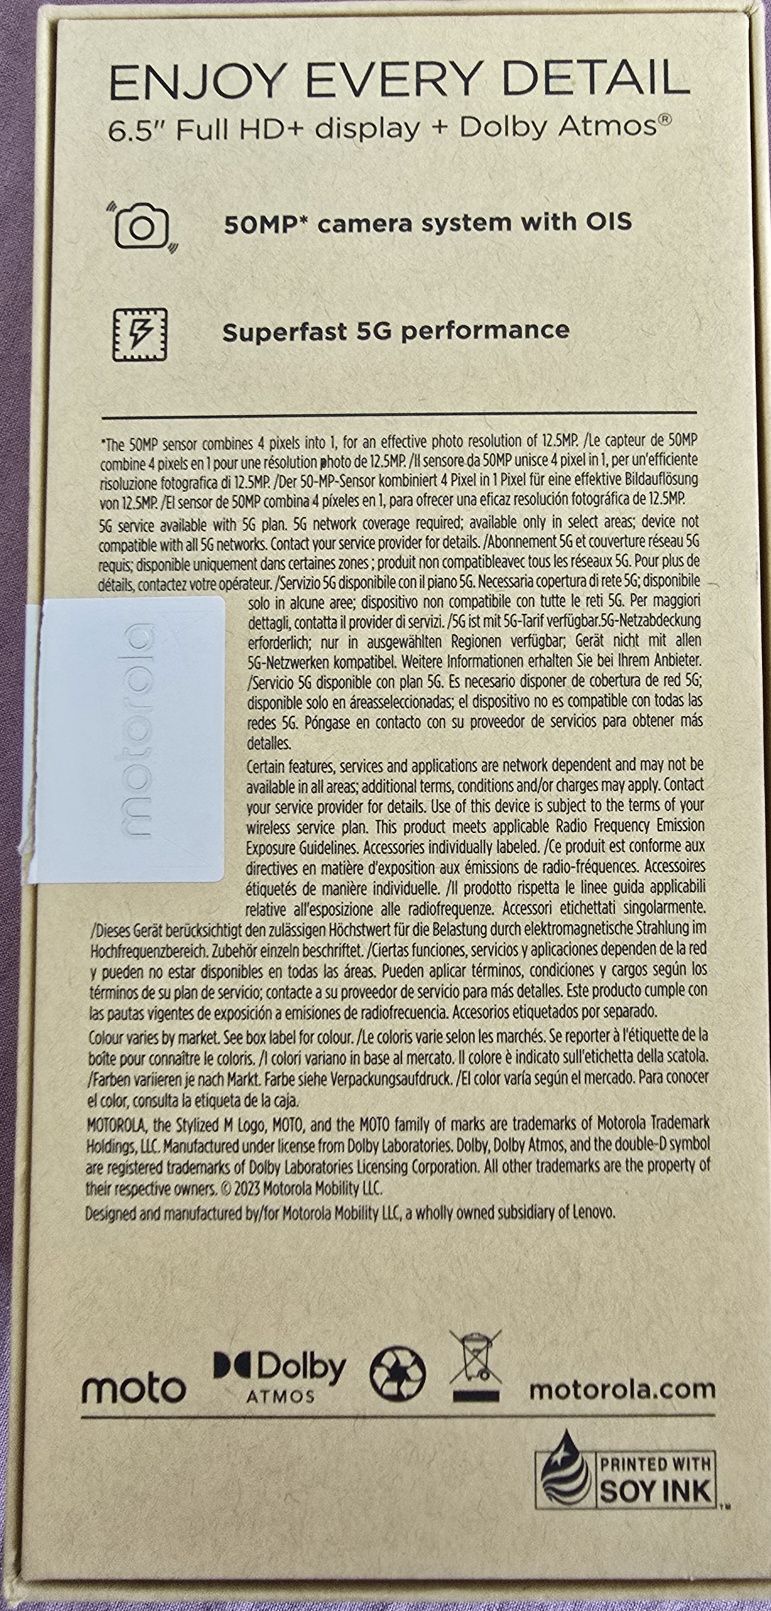 ENJOY EVERY DETAIL
6.5" Full HD+ display + Dolby Atmos®
50MP* camera system with OIS
Superfast 5G performance
*The 50MP sensor combines 4 pixels into 1, for an effective photo resolution of 12.5MP. /Le capteur de 50MP
combine 4 pixels en 1 pour une résolution photo de 12.5MP. /Il sensore da 50MP unisce 4 pixel in 1, per un'efficiente
risoluzione fotografica di 12.5MP. /Der 50-MP-Sensor kombiniert 4 Pixel in 1 Pixel für eine effektive Bildauflösung
von 12.5MP. /El sensor de 50MP combina 4 píxeles en 1, para ofrecer una eficaz resolución fotográfica de 12.5MP.
5G service available with 5G plan. 5G network coverage required; available only in select areas; device not
compatible with all 5G networks. Contact your service provider for details. /Abonnement 5G et couverture réseau 5G
requis; disponible uniquement dans certaines zones ; produit non compatibleavec tous les réseaux 5G. Pour plus de
détails, contactez votre opérateur. /Servizio 5G disponibile con il piano 5G. Necessaria copertura di rete 5G; disponibile
solo in alcune aree; dispositivo non compatibile con tutte le reti 5G. Per maggiori
dettagli, contatta il provider di servizi. /5G ist mit 5G-Tarif verfügbar.5G-Netzabdeckung
erforderlich; nur in ausgewählten Regionen verfügbar; Gerät nicht mit allen
5G-Netzwerken kompatibel. Weitere Informationen erhalten Sie bei Ihrem Anbieter.
/Servicio 5G disponible con plan 5G. Es necesario disponer de cobertura de red 5G;
disponible solo en áreasseleccionadas; el dispositivo no es compatible con todas las
redes 5G. Póngase en contacto con su proveedor de servicios para obtener más
detalles.
motorola
Certain features, services and applications are network dependent and may not be
available in all areas; additional terms, conditions and/or charges may apply. Contact
your service provider for details. Use of this device is subject to the terms of your
wireless service plan. This product meets applicable Radio Frequency Emission
Exposure Guidelines. Accessories individually labeled. /Ce produit est conforme aux
directives en matière d'exposition aux émissions de radio-fréquences. Accessoires
étiquetés de manière individuelle. /Il prodotto rispetta le linee guida applicabili
relative all'esposizione alle radiofrequenze. Accessori etichettati singolarmente.
/Dieses Gerät berücksichtigt den zulässigen Höchstwert für die Belastung durch elektromagnetische Strahlung im
Hochfrequenzbereich. Zubehör einzeln beschriftet. /Ciertas funciones, servicios y aplicaciones dependen de la red
y pueden no estar disponibles en todas las áreas. Pueden aplicar términos, condiciones y cargos según los
términos de su plan de servicio; contacte a su proveedor de servicio para más detalles. Este producto cumple con
las pautas vigentes de exposición a emisiones de radiofrecuencia. Accesorios etiquetados por separado.
Colour varies by market. See box label for colour. /Le coloris varie selon les marchés. Se reporter à l'étiquette de la
boîte pour connaître le coloris. /I colori variano in base al mercato. Il colore è indicato sull'etichetta della scatola.
/Farben variieren je nach Markt. Farbe siehe Verpackungsaufdruck. /El color varía según el mercado. Para conocer
el color, consulta la etiqueta de la caja.
MOTOROLA, the Stylized M Logo, MOTO, and the MOTO family of marks are trademarks of Motorola Trademark
Holdings, LLC. Manufactured under license from Dolby Laboratories. Dolby, Dolby Atmos, and the double-D symbol
are registered trademarks of Dolby Laboratories Licensing Corporation. All other trademarks are the property of
their respective owners. © 2023 Motorola Mobility LLC.
Designed and manufactured by/for Motorola Mobility LLC, a wholly owned subsidiary of Lenovo.
moto
Dolby
ATMOS
motorola.com
PRINTED WITH
SOY INK™